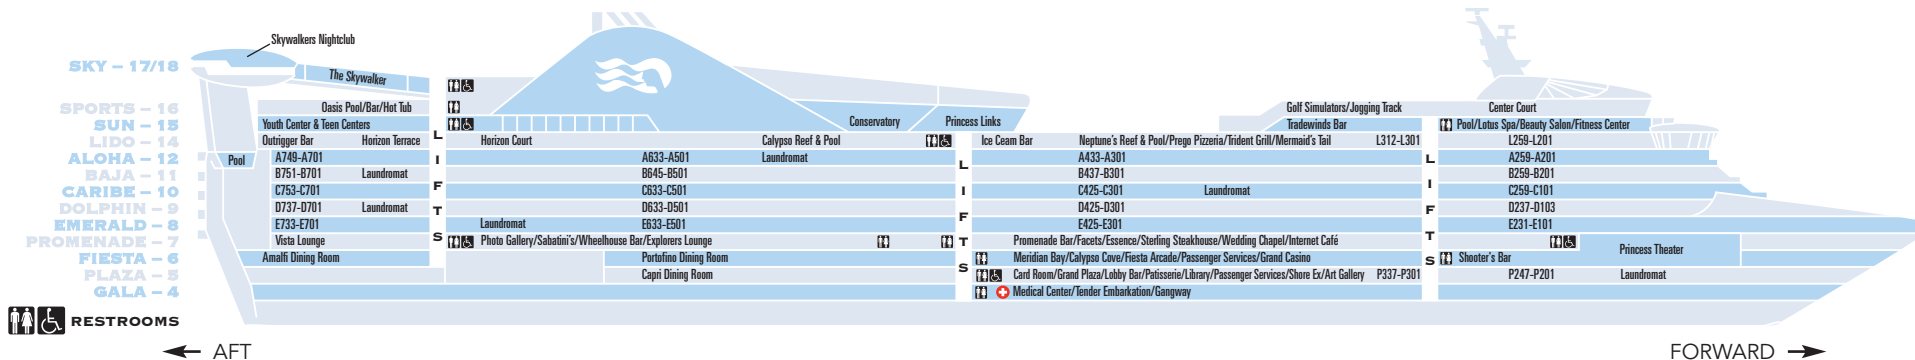 Skywalkers Nightclub
SKY – 17/18
The Skywalker
SPORTS – 16
Oasis Pool/Bar/Hot Tub
Golf Simulators/Jogging Track
Center Court
SUN – 15
Youth Center & Teen Centers
Conservatory
Princess Links
Tradewinds Bar
Pool/Lotus Spa/Beauty Salon/Fitness Center
LIDO – 14
Outrigger Bar
Horizon Terrace
Horizon Court
Calypso Reef & Pool
Ice Ceam Bar
Neptune's Reef & Pool/Prego Pizzeria/Trident Grill/Mermaid's Tail
L312-L301
L259-L201
ALOHA – 12
Pool
A749-A701
A633-A501
Laundromat
A433-A301
A259-A201
BAJA – 11
B751-B701
Laundromat
B645-B501
B437-B301
B259-B201
CARIBE – 10
C753-C701
C633-C501
C425-C301
Laundromat
C259-C101
DOLPHIN – 9
D737-D701
Laundromat
D633-D501
D425-D301
D237-D103
EMERALD – 8
E733-E701
Laundromat
E633-E501
E425-E301
E231-E101
PROMENADE – 7
Vista Lounge
Photo Gallery/Sabatini's/Wheelhouse Bar/Explorers Lounge
Promenade Bar/Facets/Essence/Sterling Steakhouse/Wedding Chapel/Internet Café
Princess Theater
FIESTA – 6
Amalfi Dining Room
Portofino Dining Room
Meridian Bay/Calypso Cove/Fiesta Arcade/Passenger Services/Grand Casino
Shooter's Bar
PLAZA – 5
Capri Dining Room
Card Room/Grand Plaza/Lobby Bar/Patisserie/Library/Passenger Services/Shore Ex/Art Gallery
P337-P301
P247-P201
Laundromat
GALA – 4
Medical Center/Tender Embarkation/Gangway
LIFTS
LIFTS
LIFTS
RESTROOMS
AFT
FORWARD